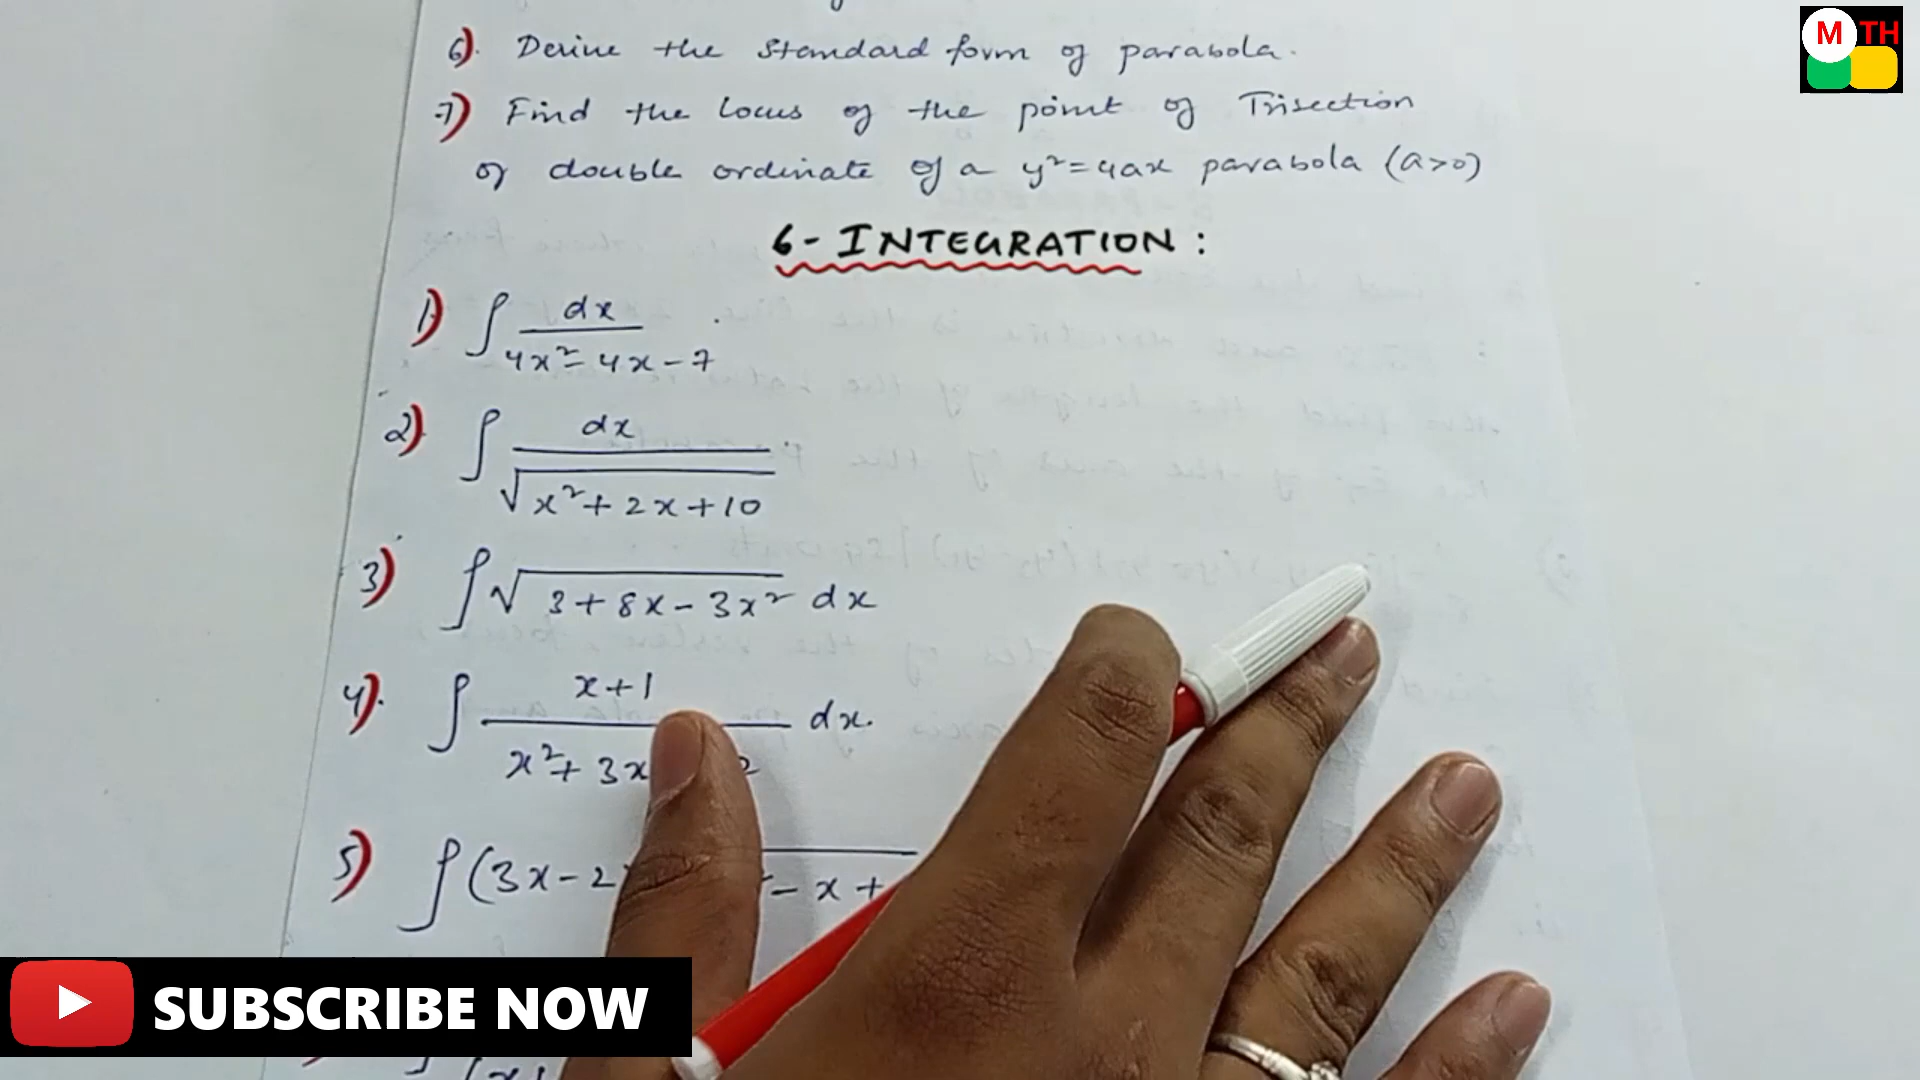 M TH
6). Derive the standard form of parabola.
7) Find the locus of the point of Trisection
of double ordinate of a y²=4ax parabola (a>0)
6- INTEGRATION :
1) ∫ dx / 4x²- 4x-7
2) ∫ dx / √x²+2x+10
3) ∫√3+8x-3x² dx
4). ∫ x+1 / x²+3x 2 dx.
5) ∫(3x-2 - x +
SUBSCRIBE NOW